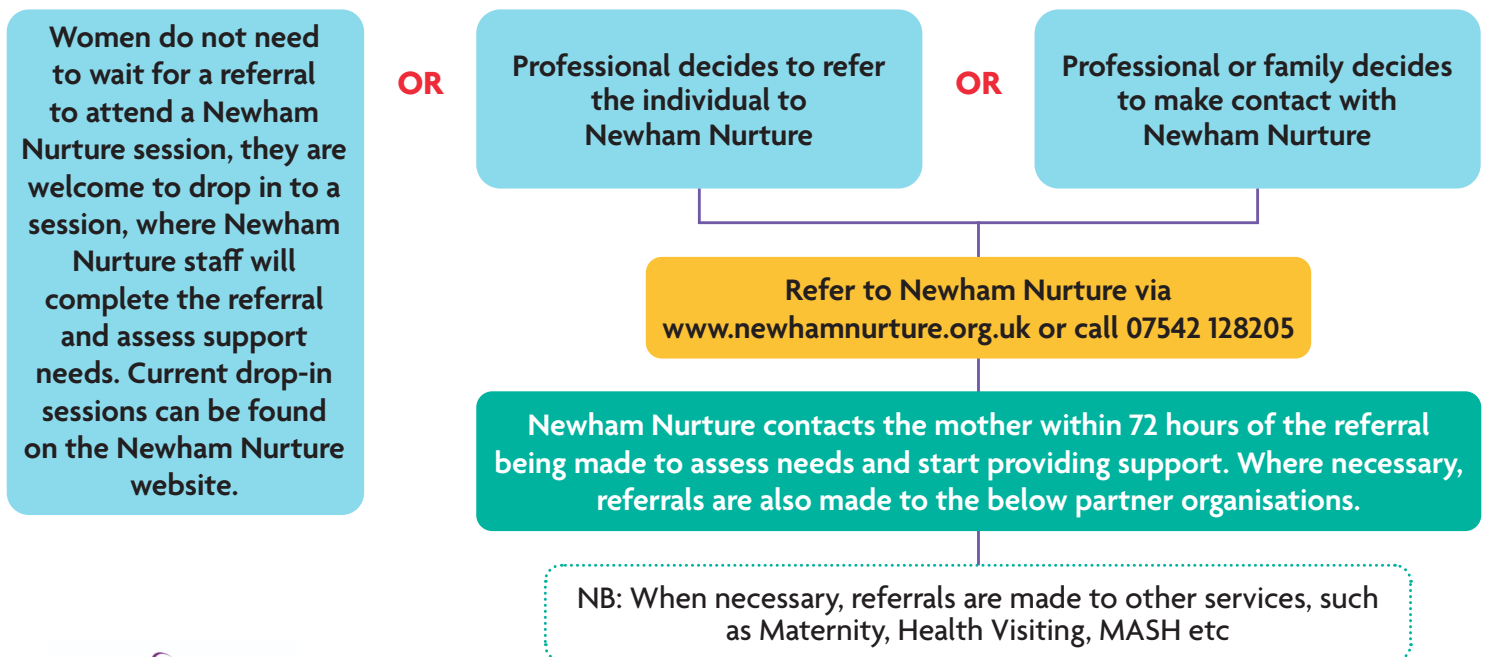 Women do not need
to wait for a referral
to attend a Newham
Nurture session, they are
welcome to drop in to a
session, where Newham
Nurture staff will
complete the referral
and assess support
needs. Current drop-in
sessions can be found
on the Newham Nurture
website.
OR
Professional decides to refer
the individual to
Newham Nurture
OR
Professional or family decides
to make contact with
Newham Nurture
Refer to Newham Nurture via
www.newhamnurture.org.uk or call 07542 128205
Newham Nurture contacts the mother within 72 hours of the referral
being made to assess needs and start providing support. Where necessary,
referrals are also made to the below partner organisations.
NB: When necessary, referrals are made to other services, such
as Maternity, Health Visiting, MASH etc